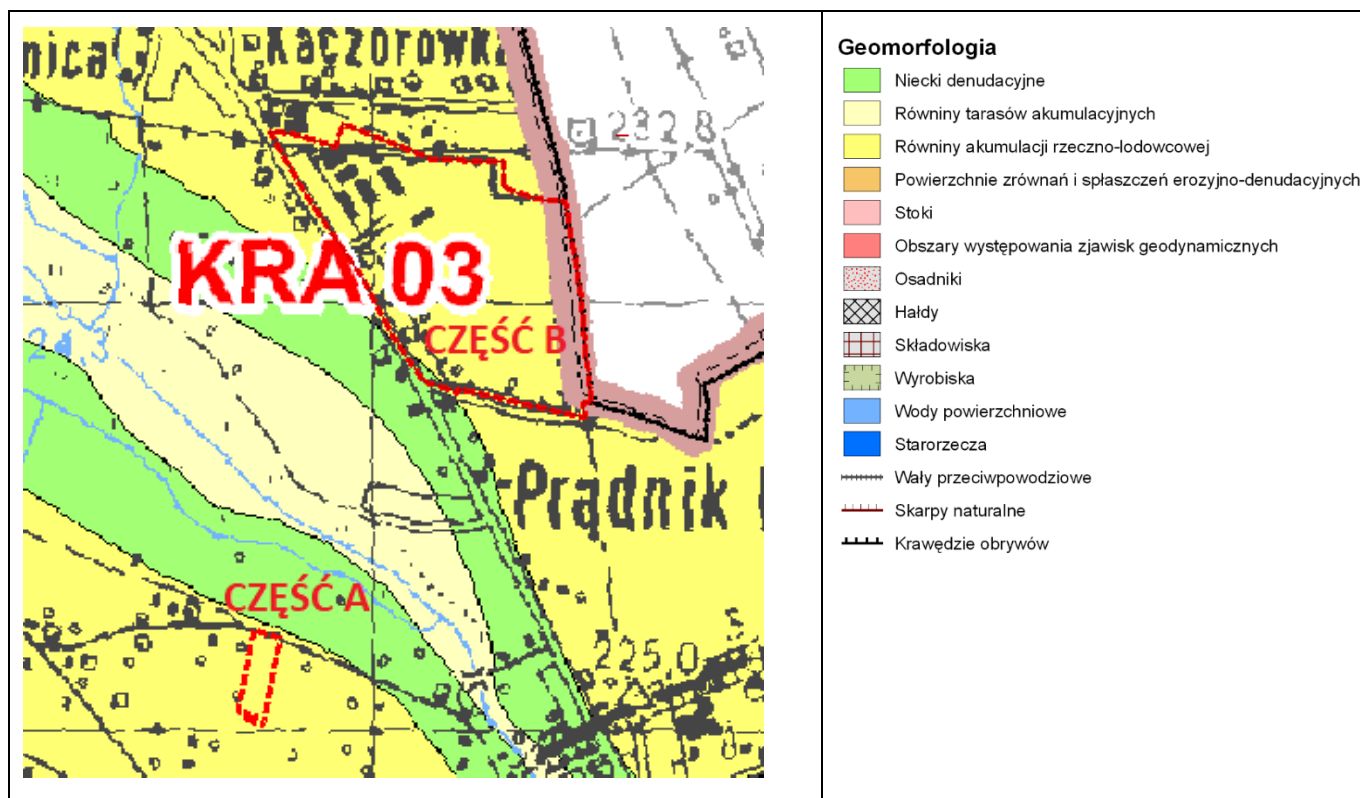 nica
Kaczorówka
232,8
KRA 03
CZĘŚĆ B
Prądnik
CZĘŚĆ A
225,0
Geomorfologia
Niecki denudacyjne
Równiny tarasów akumulacyjnych
Równiny akumulacji rzeczno-lodowcowej
Powierzchnie zrównań i spłaszczeń erozyjno-denudacyjnych
Stoki
Obszary występowania zjawisk geodynamicznych
Osadniki
Hałdy
Składowiska
Wyrobiska
Wody powierzchniowe
Starorzecza
Wały przeciwpowodziowe
Skarpy naturalne
Krawędzie obrywów